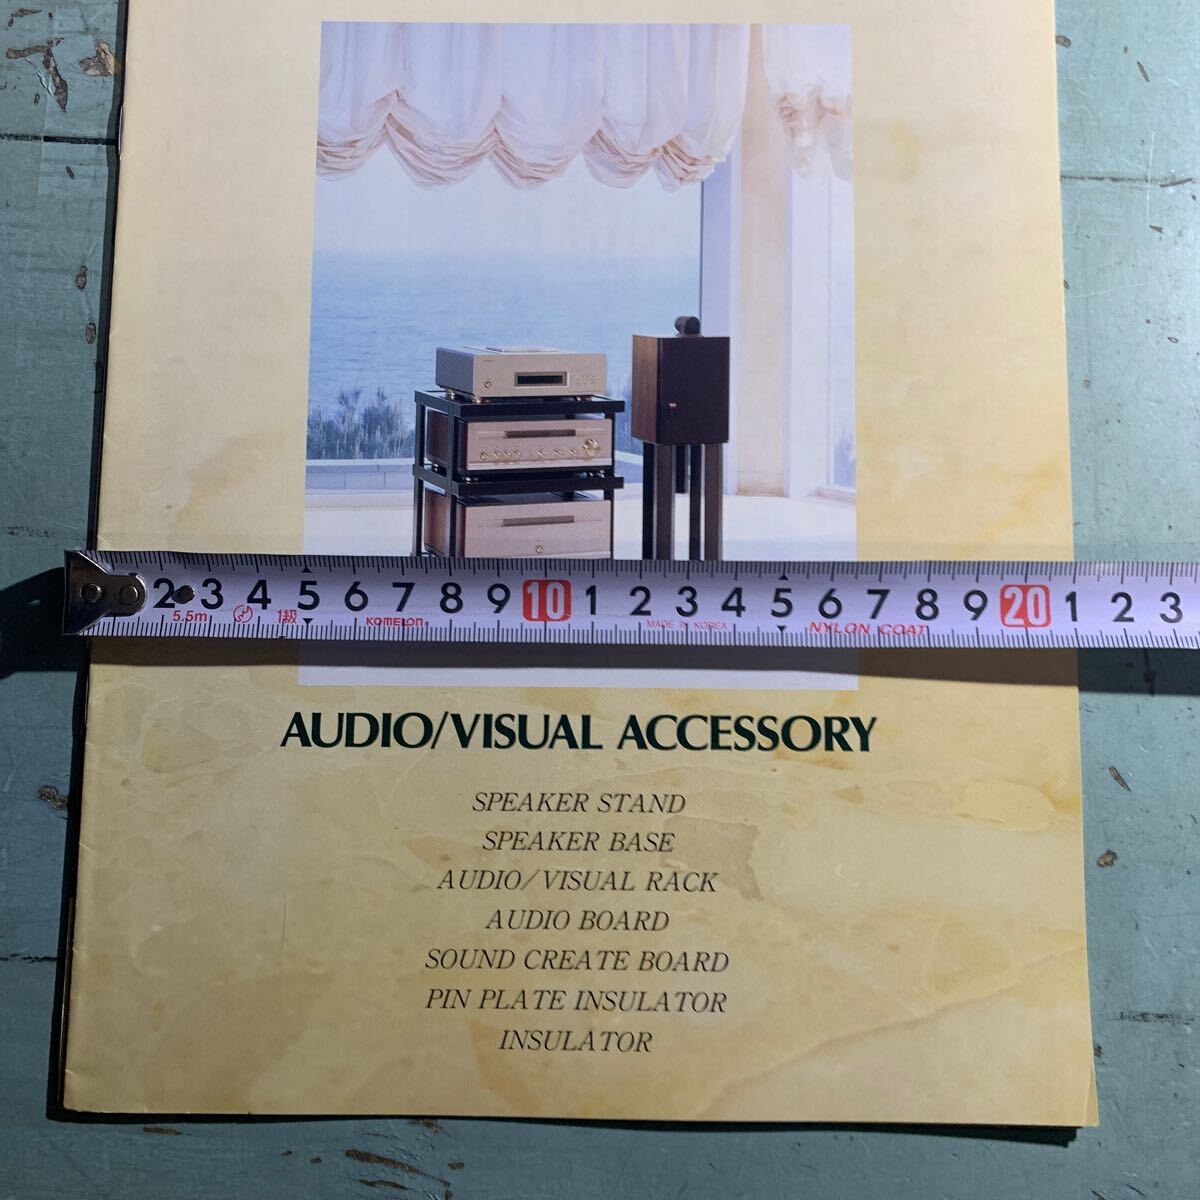 2 3 4 5 6 7 8 9 10 1 2 3 4 5 6 7 8 9 20 1 2 3
5.5m 1級 KOMELON MADE IN KOREA NYLON COAT
AUDIO/VISUAL ACCESSORY
SPEAKER STAND
SPEAKER BASE
AUDIO/VISUAL RACK
AUDIO BOARD
SOUND CREATE BOARD
PIN PLATE INSULATOR
INSULATOR